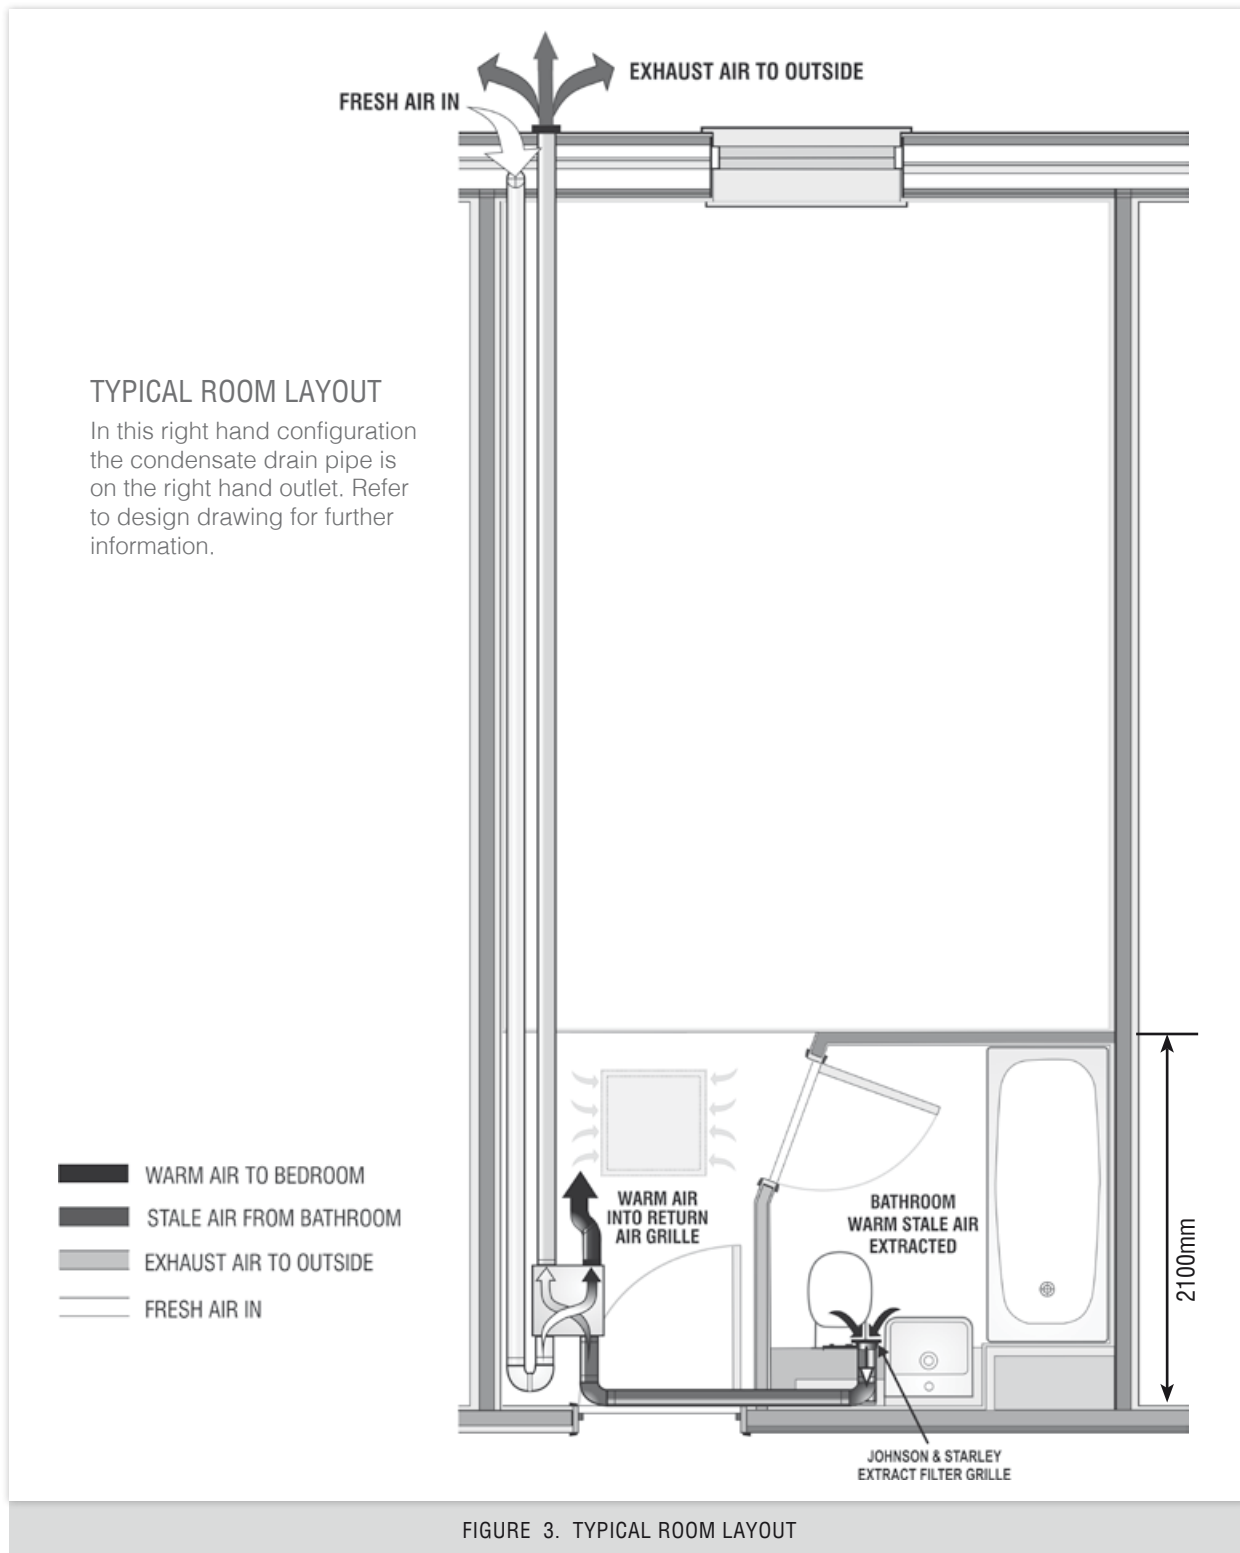 EXHAUST AIR TO OUTSIDE
FRESH AIR IN
TYPICAL ROOM LAYOUT
In this right hand configuration
the condensate drain pipe is
on the right hand outlet. Refer
to design drawing for further
information.
WARM AIR TO BEDROOM
STALE AIR FROM BATHROOM
EXHAUST AIR TO OUTSIDE
FRESH AIR IN
WARM AIR
INTO RETURN
AIR GRILLE
BATHROOM
WARM STALE AIR
EXTRACTED
2100mm
JOHNSON & STARLEY
EXTRACT FILTER GRILLE
FIGURE 3. TYPICAL ROOM LAYOUT